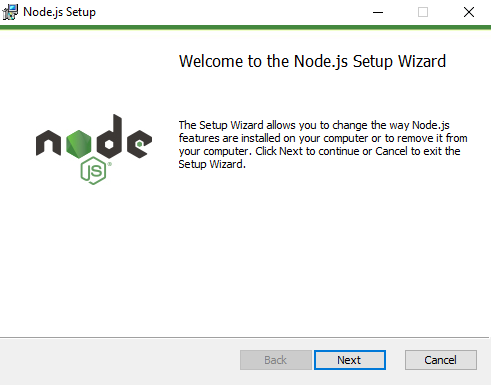 Node.js Setup
Welcome to the Node.js Setup Wizard
The Setup Wizard allows you to change the way Node.js
features are installed on your computer or to remove it from
your computer. Click Next to continue or Cancel to exit the
Setup Wizard.
node
JS®
Back
Next
Cancel